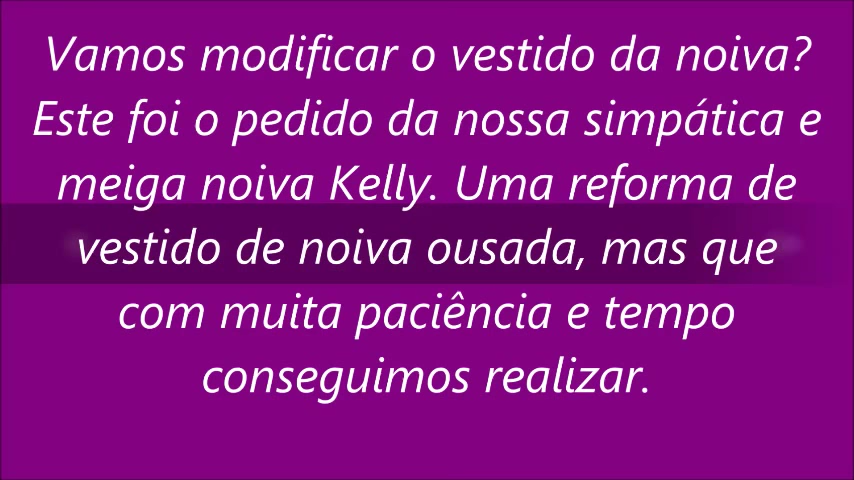 Vamos modificar o vestido da noiva?
Este foi o pedido da nossa simpática e
meiga noiva Kelly. Uma reforma de
vestido de noiva ousada, mas que
com muita paciência e tempo
conseguimos realizar.